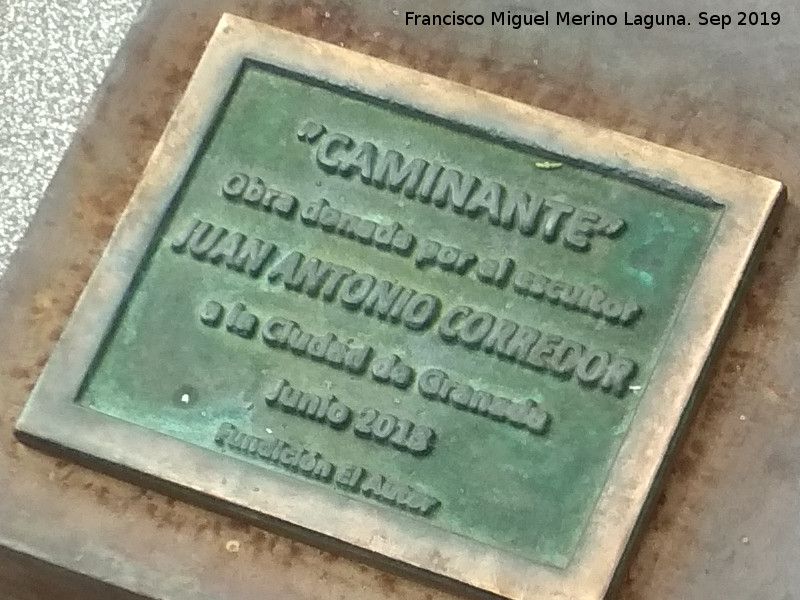 Francisco Miguel Merino Laguna. Sep 2019
"CAMINANTE"
Obra donada por el escultor
JUAN ANTONIO CORREDOR
a la Ciudad de Granada
Junio 2018
Fundición El Autor